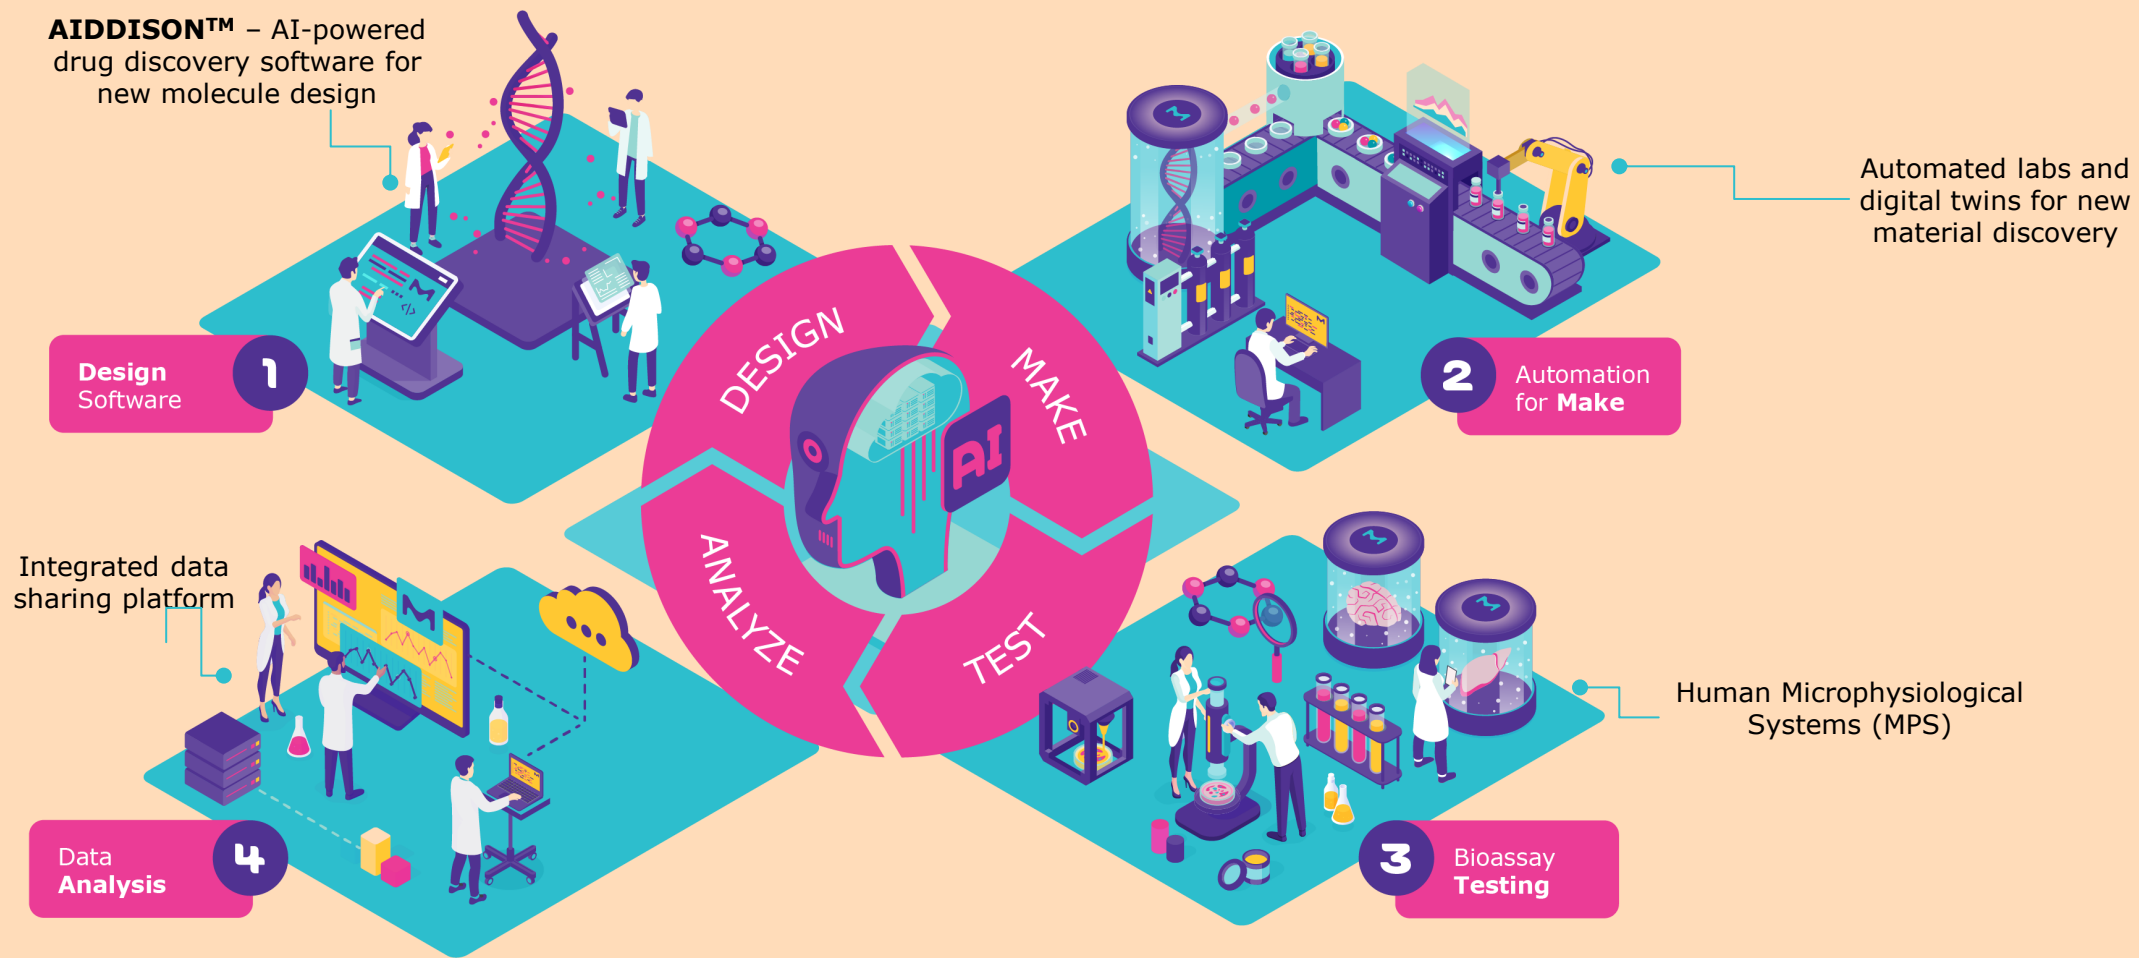 AIDDISON™ – AI-powered
drug discovery software for
new molecule design
Design
Software
1
DESIGN
MAKE
TEST
ANALYZE
AI
</>
Automated labs and
digital twins for new
material discovery
2
Automation
for Make
Integrated data
sharing platform
Data
Analysis
4
Human Microphysiological
Systems (MPS)
3
Bioassay
Testing